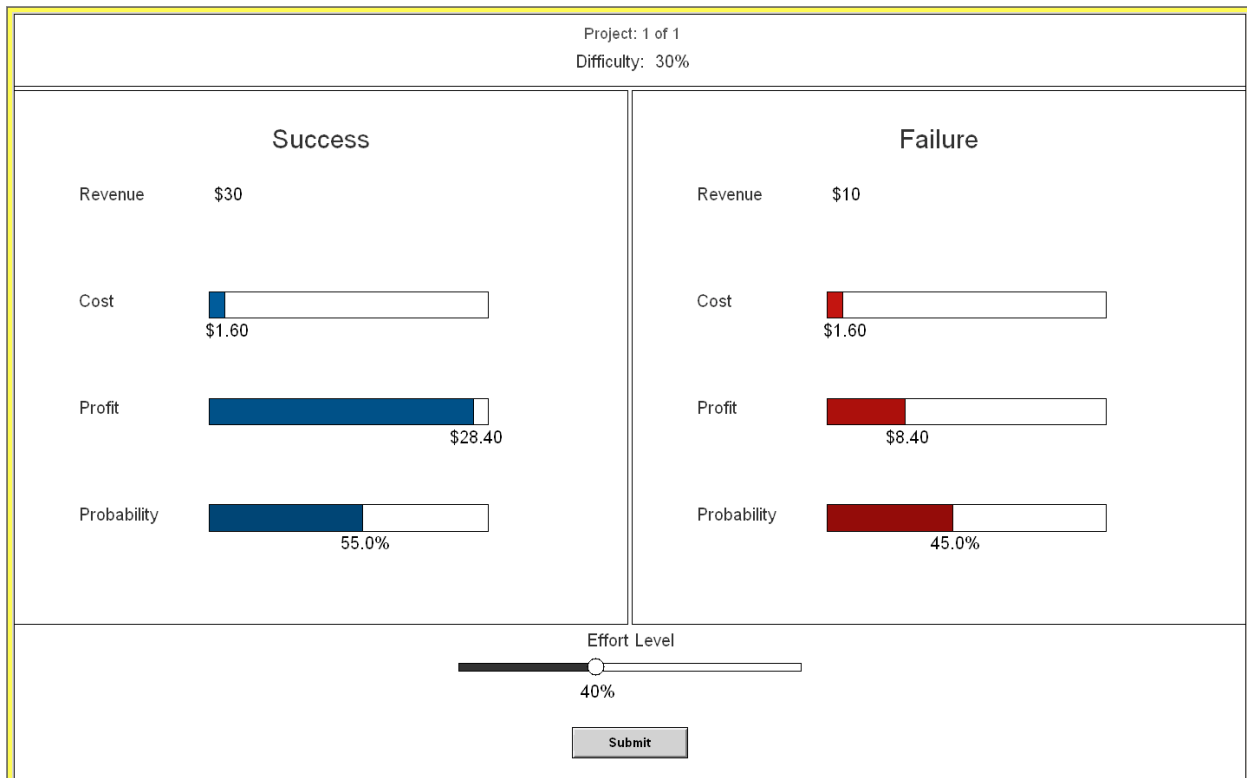 Project: 1 of 1
Difficulty: 30%
Success
Revenue $30
Cost
$1.60
Profit
$28.40
Probability
55.0%
Failure
Revenue $10
Cost
$1.60
Profit
$8.40
Probability
45.0%
Effort Level
40%
Submit